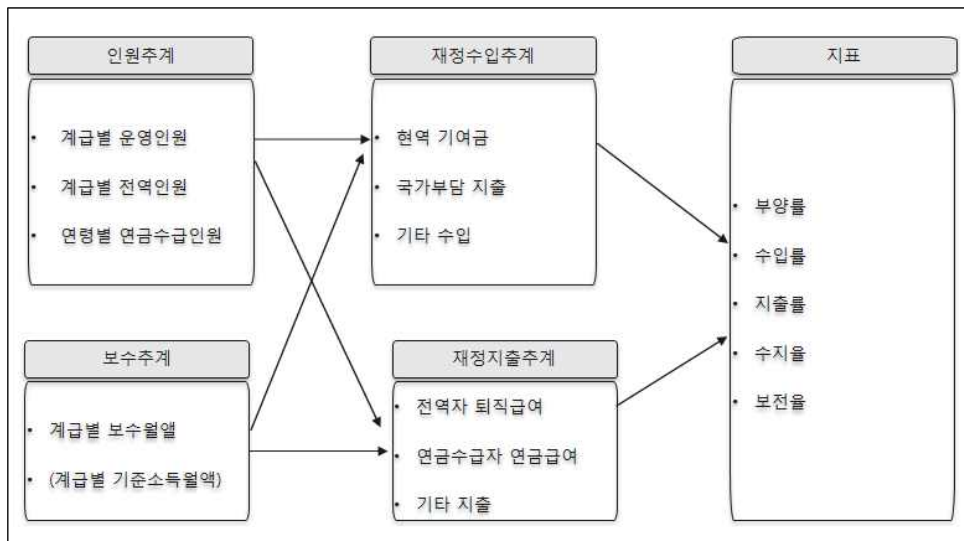 인원추계
• 계급별 운영인원
• 계급별 전역인원
• 연령별 연금수급인원
재정수입추계
• 현역 기여금
• 국가부담 지출
• 기타 수입
지표
• 부양률
• 수입률
• 지출률
• 수지율
• 보전율
보수추계
• 계급별 보수월앨
• (계급별 기준소득월액)
재정지출추계
• 전역자 퇴직급여
• 연금수급자 연금급여
• 기타 지출